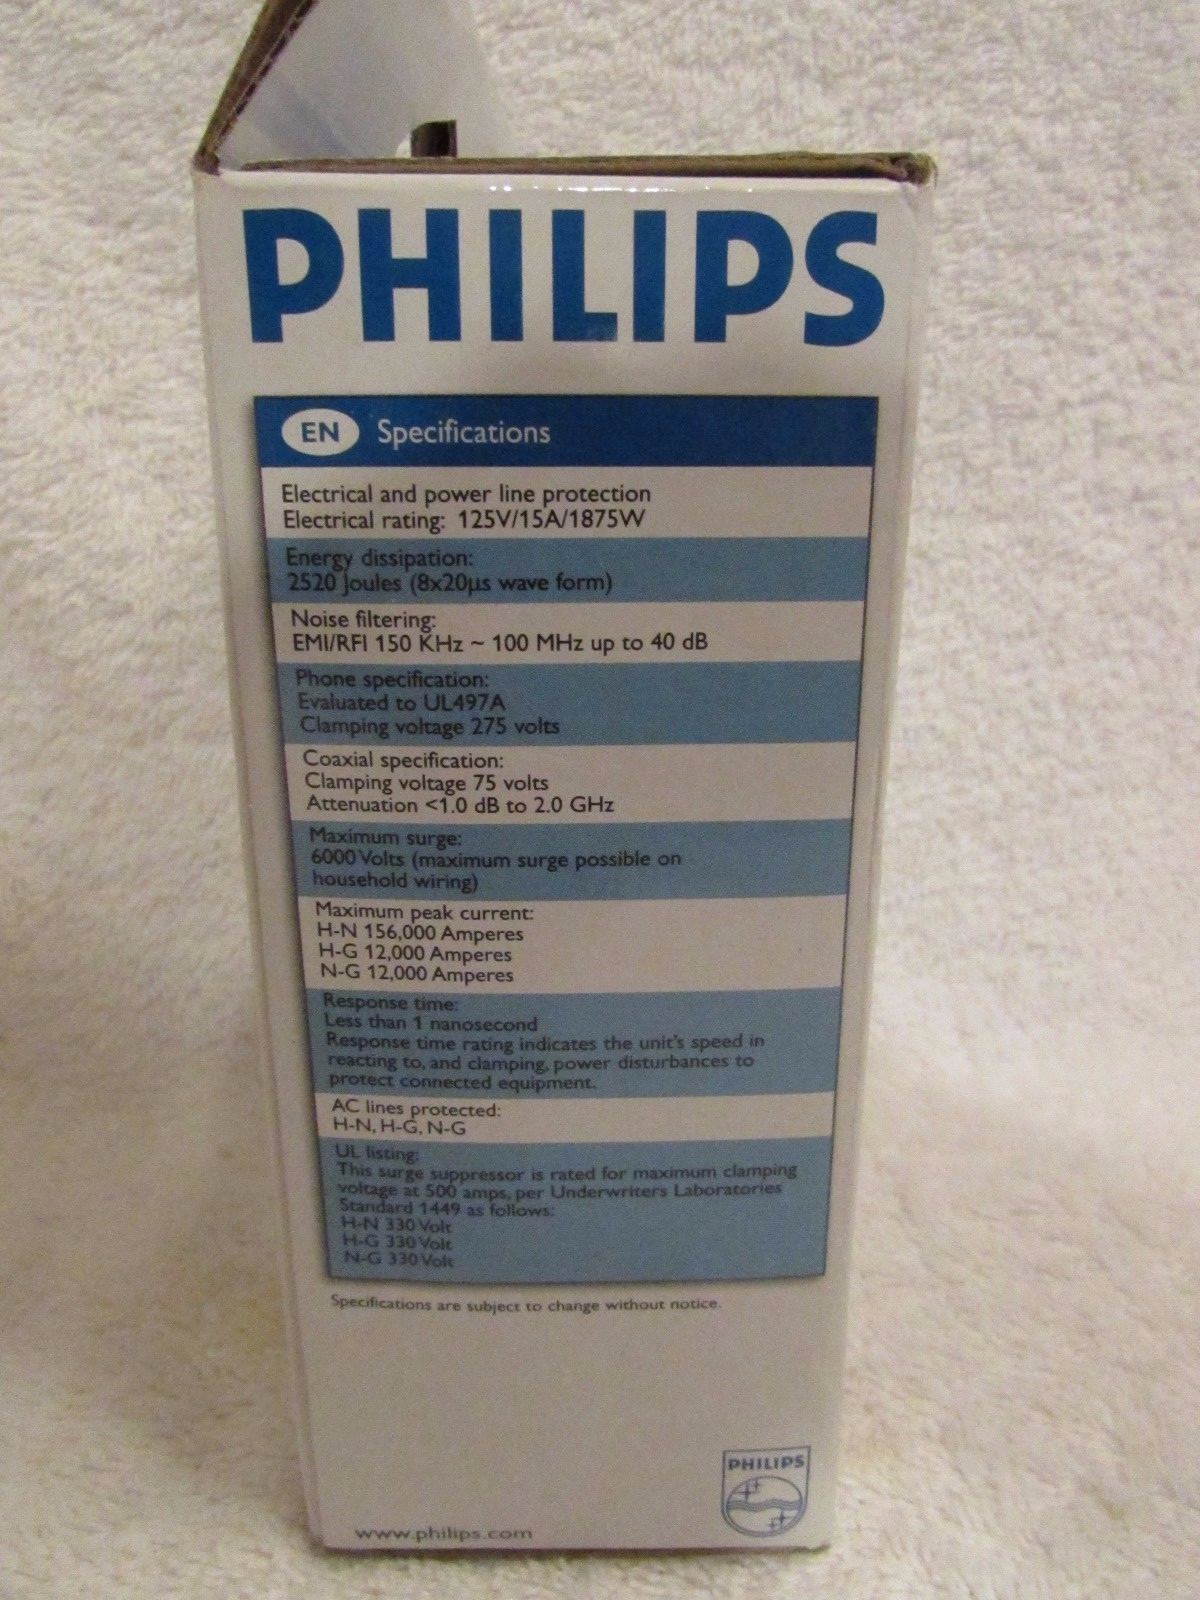 PHILIPS
EN Specifications
Electrical and power line protection
Electrical rating: 125V/15A/1875W
Energy dissipation:
2520 Joules (8x20µs wave form)
Noise filtering:
EMI/RFI 150 KHz ~ 100 MHz up to 40 dB
Phone specification:
Evaluated to UL497A
Clamping voltage 275 volts
Coaxial specification:
Clamping voltage 75 volts
Attenuation <1.0 dB to 2.0 GHz
Maximum surge:
6000 Volts (maximum surge possible on
household wiring)
Maximum peak current:
H-N 156,000 Amperes
H-G 12,000 Amperes
N-G 12,000 Amperes
Response time:
Less than 1 nanosecond
Response time rating indicates the unit's speed in
reacting to, and clamping, power disturbances to
protect connected equipment.
AC lines protected:
H-N, H-G, N-G
UL listing:
This surge suppressor is rated for maximum clamping
voltage at 500 amps, per Underwriters Laboratories
Standard 1449 as follows:
H-N 330 Volt
H-G 330 Volt
N-G 330 Volt
Specifications are subject to change without notice.
PHILIPS
www.philips.com